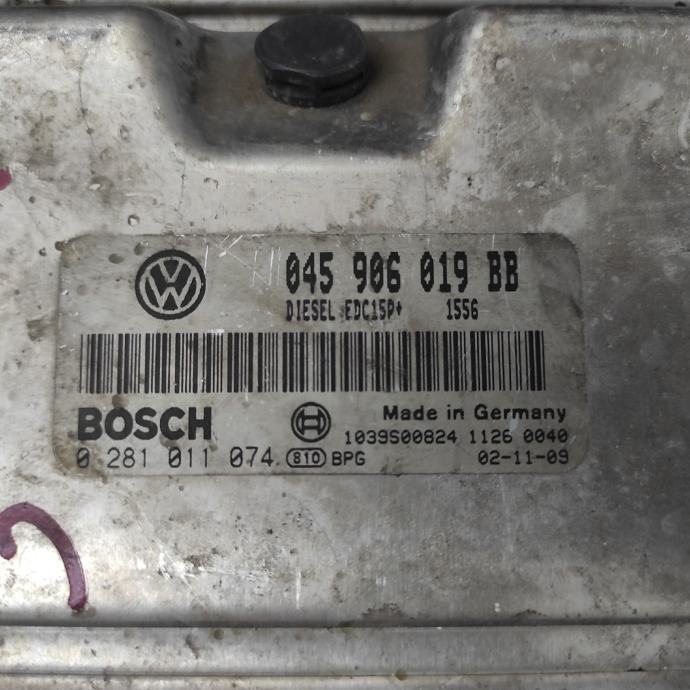 045 906 019 BB
DIESEL EDC15P+ 1556
BOSCH
Made in Germany
1039S00824 1126 0040
0 281 011 074 810 BPG 02-11-09